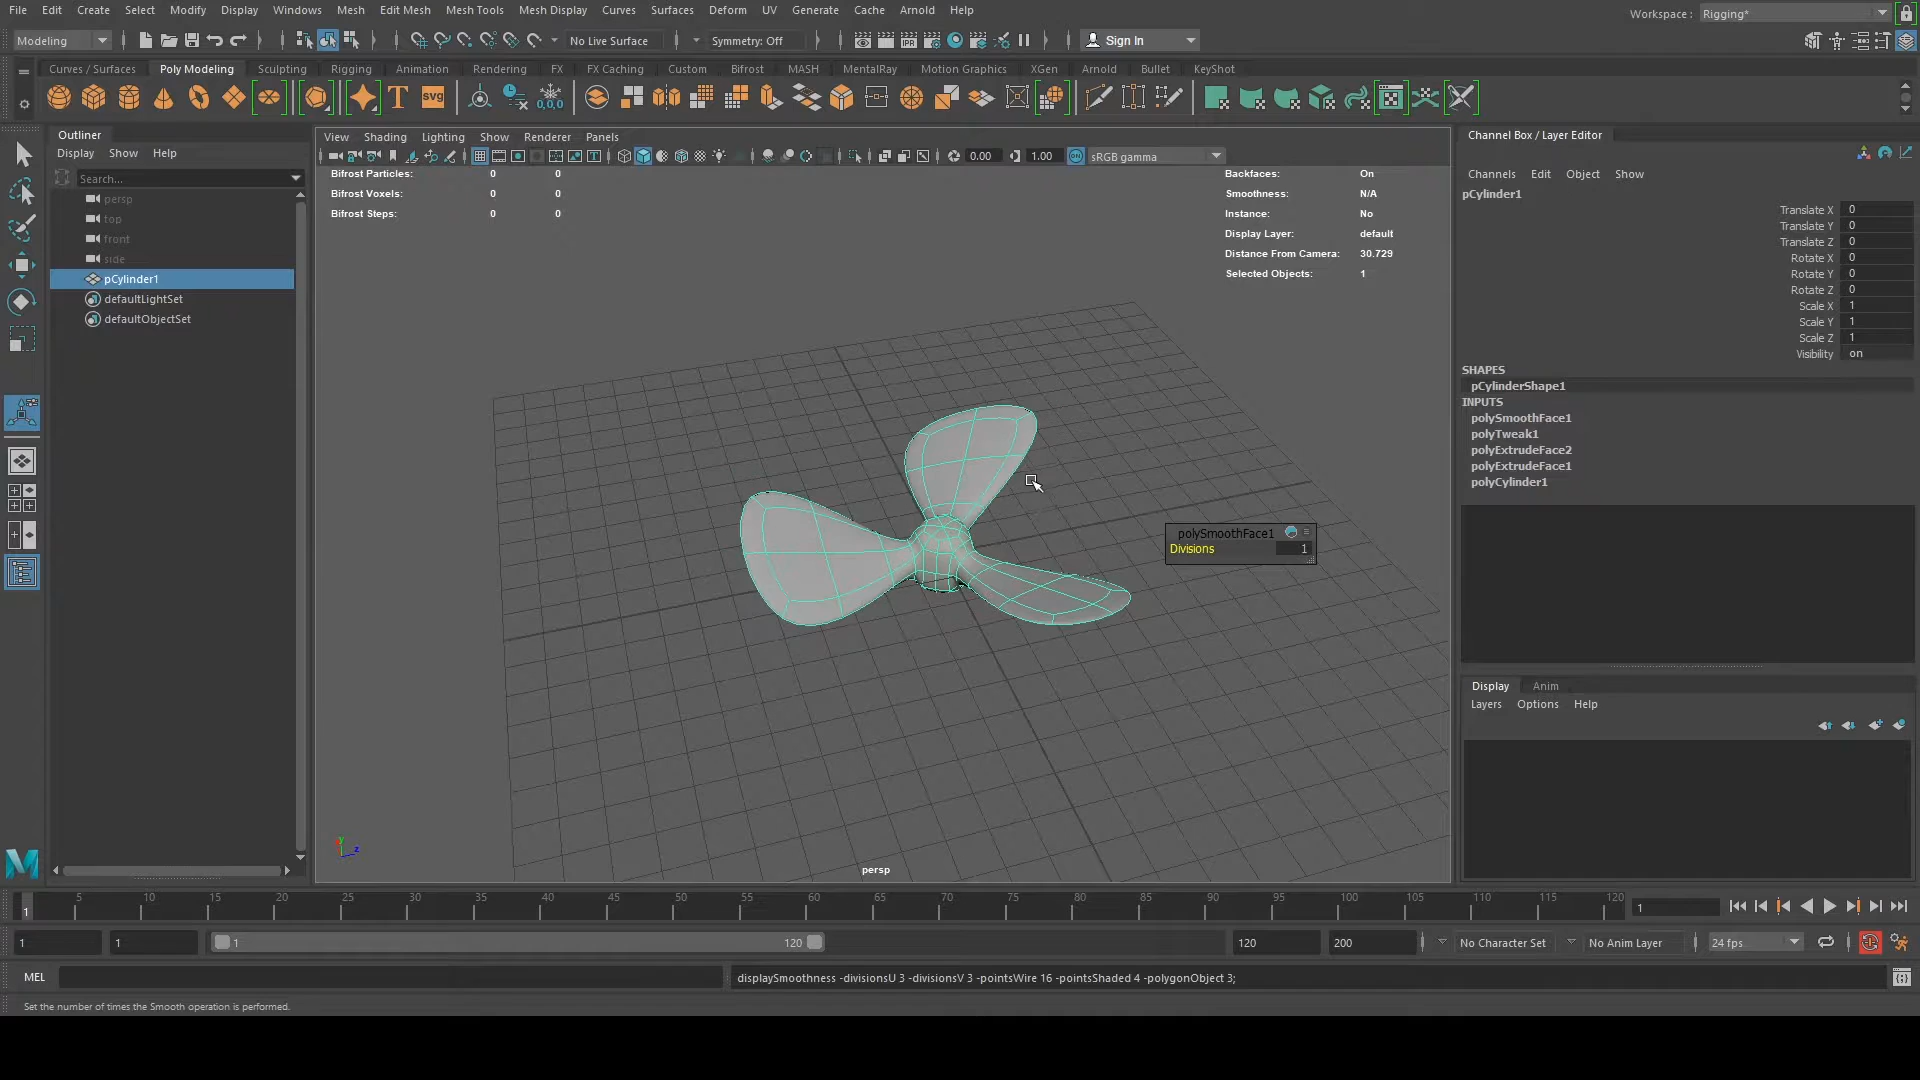 File Edit Create Select Modify Display Windows Mesh Edit Mesh Mesh Tools Mesh Display Curves Surfaces Deform UV Generate Cache Arnold Help
Workspace : Rigging*
Modeling
No Live Surface
Symmetry: Off
Sign In
Curves / Surfaces Poly Modeling Sculpting Rigging Animation Rendering FX FX Caching Custom Bifrost MASH MentalRay Motion Graphics XGen Arnold Bullet KeyShot
T svg 0,0,0
Outliner
Display Show Help
Search...
persp
top
front
side
pCylinder1
defaultLightSet
defaultObjectSet
View Shading Lighting Show Renderer Panels
0.00 1.00 ON sRGB gamma
Bifrost Particles: 0 0
Bifrost Voxels: 0 0
Bifrost Steps: 0 0
Backfaces: On
Smoothness: N/A
Instance: No
Display Layer: default
Distance From Camera: 30.729
Selected Objects: 1
polySmoothFace1
Divisions 1
y
z
persp
Channel Box / Layer Editor
Channels Edit Object Show
pCylinder1
Translate X 0
Translate Y 0
Translate Z 0
Rotate X 0
Rotate Y 0
Rotate Z 0
Scale X 1
Scale Y 1
Scale Z 1
Visibility on
SHAPES
pCylinderShape1
INPUTS
polySmoothFace1
polyTweak1
polyExtrudeFace2
polyExtrudeFace1
polyCylinder1
Display Anim
Layers Options Help
1 5 10 15 20 25 30 35 40 45 50 55 60 65 70 75 80 85 90 95 100 105 110 115 120
1
1 1 1 120 120 200 No Character Set No Anim Layer 24 fps
MEL
displaySmoothness -divisionsU 3 -divisionsV 3 -pointsWire 16 -pointsShaded 4 -polygonObject 3;
Set the number of times the Smooth operation is performed.